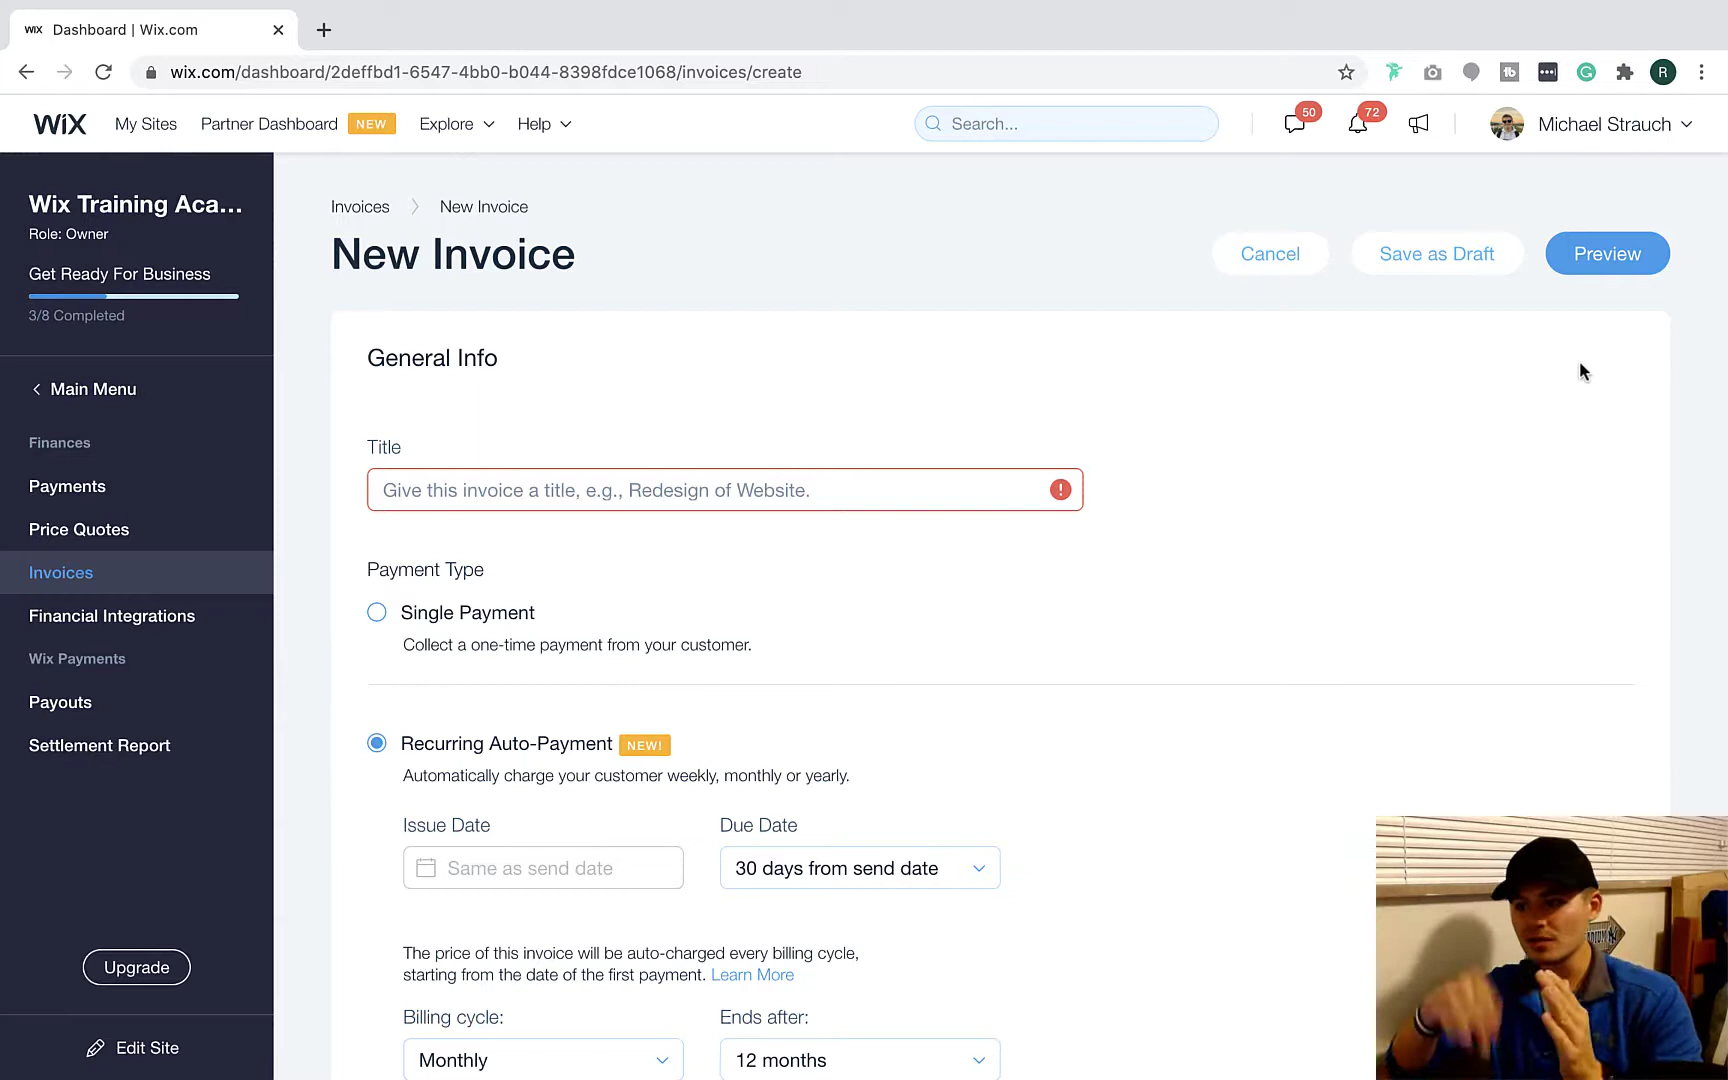 WIX Dashboard | Wix.com
wix.com/dashboard/2deffbd1-6547-4bb0-b044-8398fdce1068/invoices/create
R
WIX My Sites Partner Dashboard NEW Explore Help Search... 50 72 Michael Strauch
Wix Training Aca...
Role: Owner
Get Ready For Business
3/8 Completed
Main Menu
Finances
Payments
Price Quotes
Invoices
Financial Integrations
Wix Payments
Payouts
Settlement Report
Upgrade
Edit Site
Invoices New Invoice
New Invoice
Cancel Save as Draft Preview
General Info
Title
Give this invoice a title, e.g., Redesign of Website.
Payment Type
Single Payment
Collect a one-time payment from your customer.
Recurring Auto-Payment NEW!
Automatically charge your customer weekly, monthly or yearly.
Issue Date Due Date
Same as send date 30 days from send date
The price of this invoice will be auto-charged every billing cycle,
starting from the date of the first payment. Learn More
Billing cycle: Ends after:
Monthly 12 months